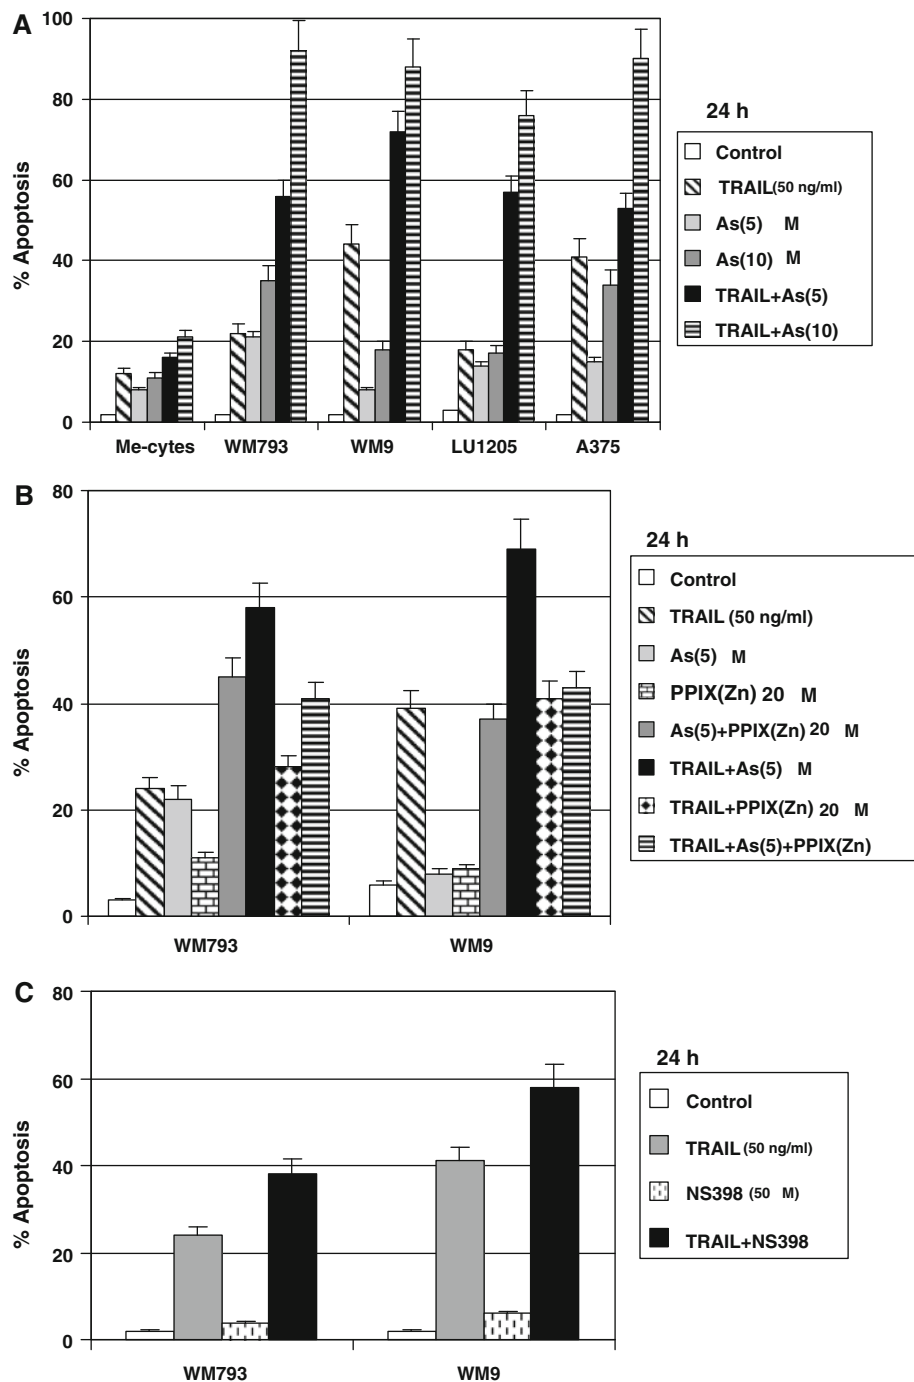 A
100
80
60
40
20
0
% Apoptosis
Me-cytes WM793 WM9 LU1205 A375
24 h
Control
TRAIL (50 ng/ml)
As(5) M
As(10) M
TRAIL+As(5)
TRAIL+As(10)
B
80
60
40
20
0
% Apoptosis
WM793 WM9
24 h
Control
TRAIL (50 ng/ml)
As(5) M
PPIX(Zn) 20 M
As(5)+PPIX(Zn) 20 M
TRAIL+As(5) M
TRAIL+PPIX(Zn) 20 M
TRAIL+As(5)+PPIX(Zn)
C
80
60
40
20
0
% Apoptosis
WM793 WM9
24 h
Control
TRAIL (50 ng/ml)
NS398 (50 M)
TRAIL+NS398